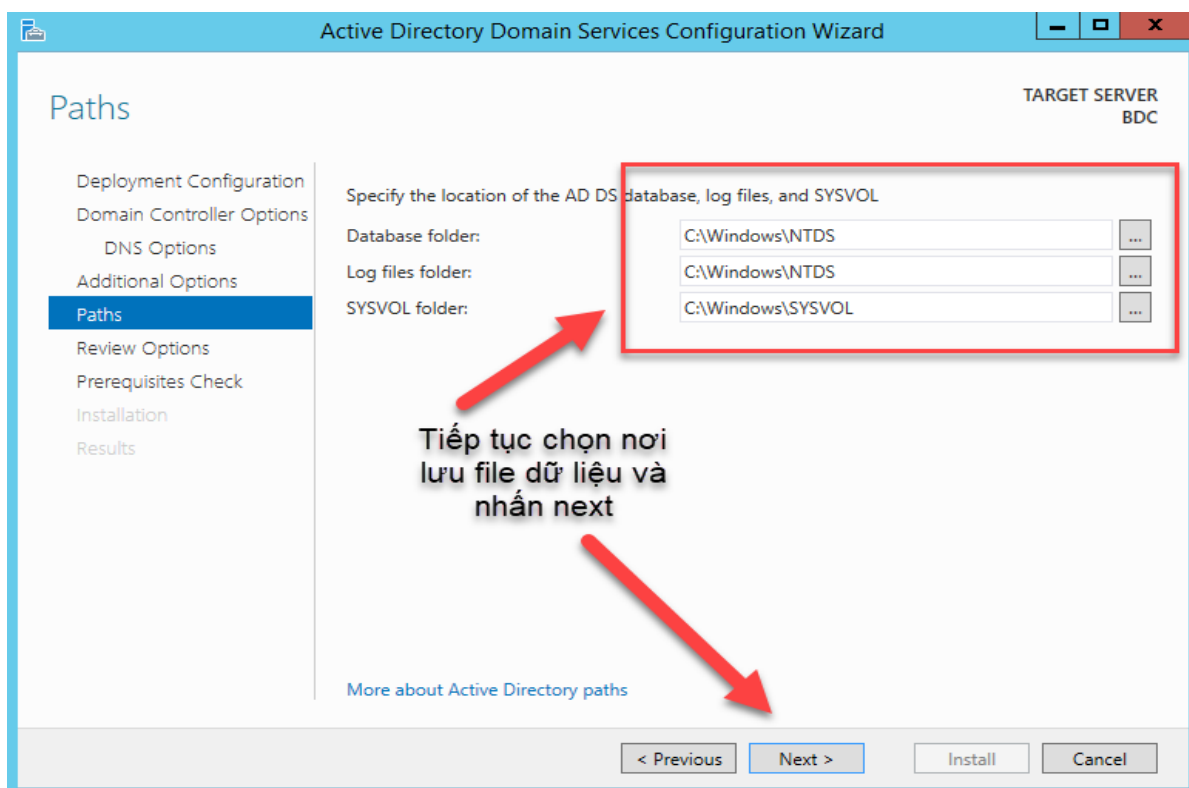 Active Directory Domain Services Configuration Wizard
Paths
TARGET SERVER
BDC
Deployment Configuration
Domain Controller Options
DNS Options
Additional Options
Paths
Review Options
Prerequisites Check
Installation
Results
Specify the location of the AD DS database, log files, and SYSVOL
Database folder: C:\Windows\NTDS ...
Log files folder: C:\Windows\NTDS ...
SYSVOL folder: C:\Windows\SYSVOL ...
Tiếp tục chọn nơi
lưu file dữ liệu và
nhấn next
More about Active Directory paths
< Previous Next > Install Cancel